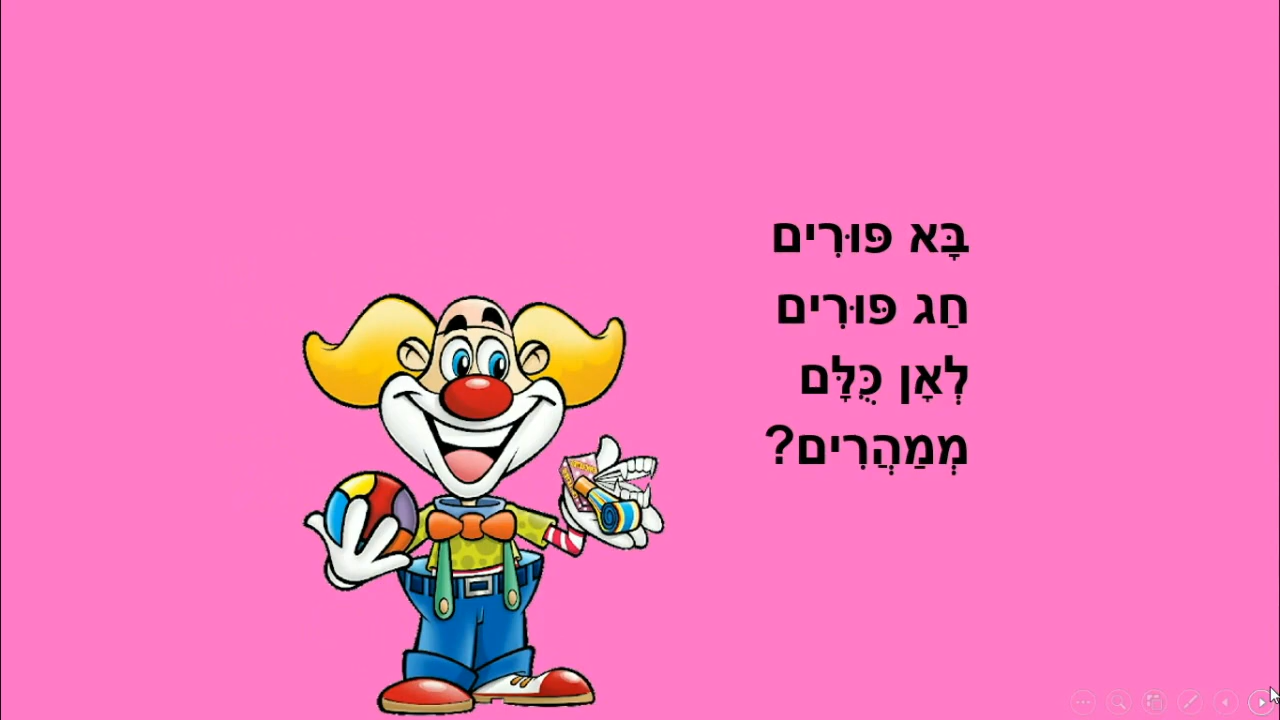 בָּא פּוּרִים
חַג פּוּרִים
לְאָן כֻּלָּם
מְמַהֲרִים?